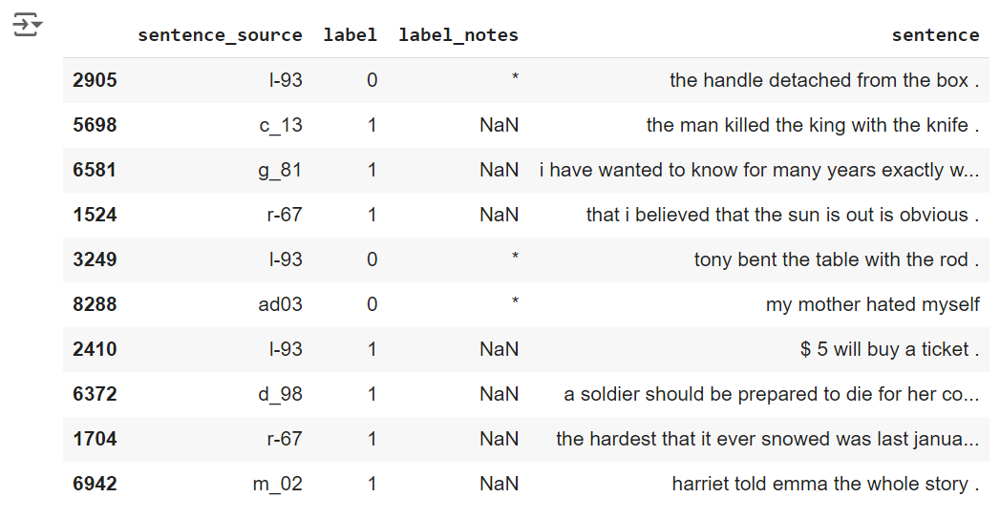 sentence_source label label_notes sentence
2905 l-93 0 * the handle detached from the box .
5698 c_13 1 NaN the man killed the king with the knife .
6581 g_81 1 NaN i have wanted to know for many years exactly w...
1524 r-67 1 NaN that i believed that the sun is out is obvious .
3249 l-93 0 * tony bent the table with the rod .
8288 ad03 0 * my mother hated myself
2410 l-93 1 NaN $ 5 will buy a ticket .
6372 d_98 1 NaN a soldier should be prepared to die for her co...
1704 r-67 1 NaN the hardest that it ever snowed was last janua...
6942 m_02 1 NaN harriet told emma the whole story .